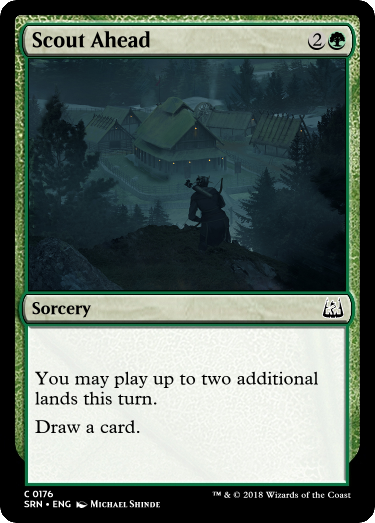 Scout Ahead 2
Sorcery
You may play up to two additional
lands this turn.
Draw a card.
C 0176
SRN • ENG Michael Shinde
™ & © 2018 Wizards of the Coast